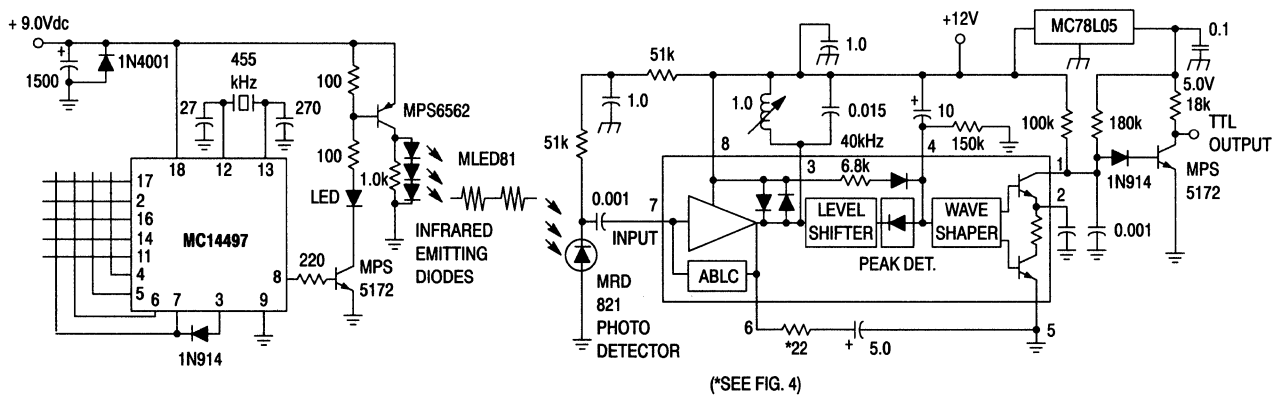 + 9.0Vdc
+
1500
1N4001
455
kHz
27
270
12
13
18
17
2
16
14
11
4
5
6
7
3
9
8
MC14497
1N914
220
100
100
LED
MPS
5172
MPS6562
1.0k
MLED81
INFRARED
EMITTING
DIODES
51k
51k
1.0
0.001
MRD
821
PHOTO
DETECTOR
7
INPUT
ABLC
8
1.0
1.0
0.015
40kHz
3
6.8k
LEVEL
SHIFTER
PEAK DET.
WAVE
SHAPER
+
10
4
150k
+12V
MC78L05
0.1
5.0V
18k
100k
180k
1
2
1N914
0.001
TTL
OUTPUT
MPS
5172
6
*22
+
5.0
5
(*SEE FIG. 4)